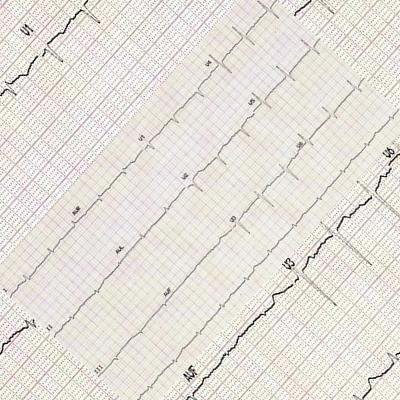 V1
I AVR V1 V4
II AVL V2 V5
III AVF V3 V6
AVF V3 V6